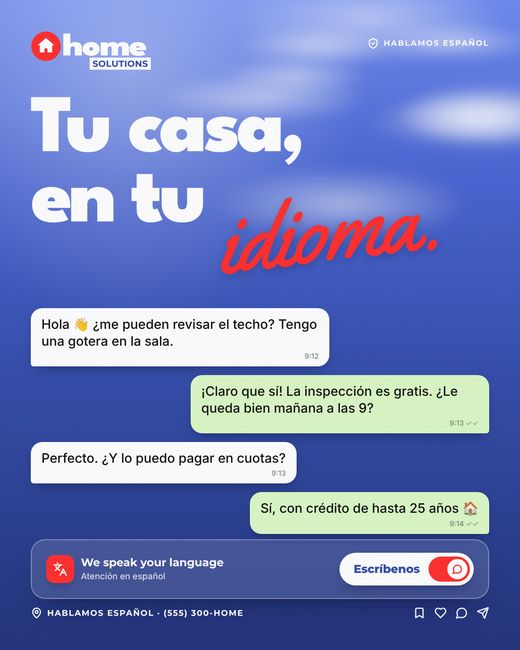 home
SOLUTIONS
HABLAMOS ESPAÑOL
Tu casa,
en tu
idioma.
Hola 👋 ¿me pueden revisar el techo? Tengo
una gotera en la sala.
9:12
¡Claro que sí! La inspección es gratis. ¿Le
queda bien mañana a las 9?
9:13 ✓✓
Perfecto. ¿Y lo puedo pagar en cuotas?
9:13
Sí, con crédito de hasta 25 años 🏠
9:14 ✓✓
We speak your language
Atención en español
Escríbenos
HABLAMOS ESPAÑOL · (555) 300-HOME